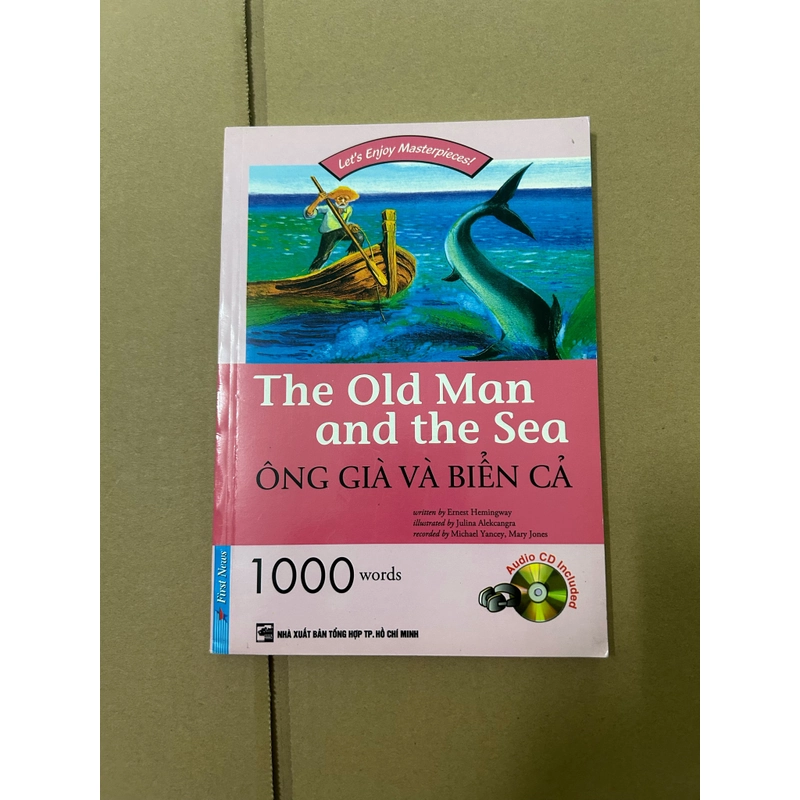 Let's Enjoy Masterpieces!
The Old Man
and the Sea
ÔNG GIÀ VÀ BIỂN CẢ
written by Ernest Hemingway
illustrated by Julina Alekcangra
recorded by Michael Yancey, Mary Jones
First News
1000 words
Audio CD Included
NHÀ XUẤT BẢN TỔNG HỢP TP. HỒ CHÍ MINH